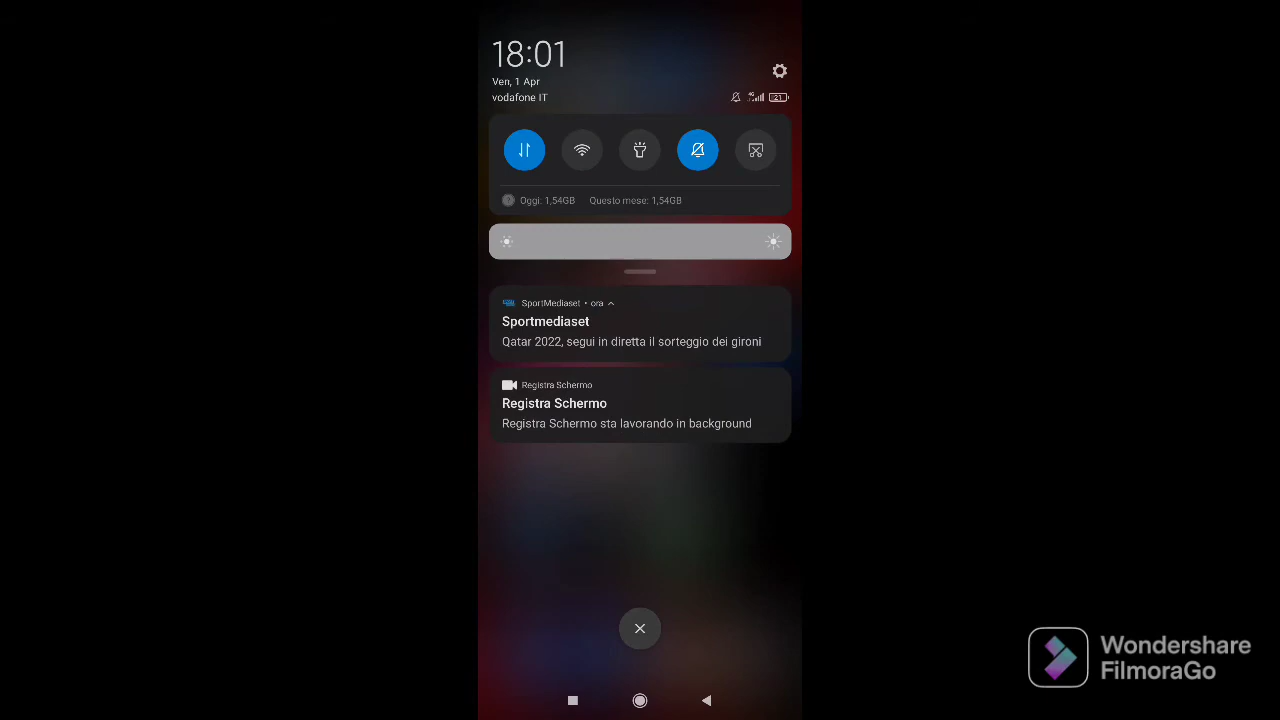 18:01
Ven, 1 Apr
vodafone IT
4G
21
Oggi: 1,54GB Questo mese: 1,54GB
SportMediaset • ora
Sportmediaset
Qatar 2022, segui in diretta il sorteggio dei gironi
Registra Schermo
Registra Schermo
Registra Schermo sta lavorando in background
Wondershare
FilmoraGo